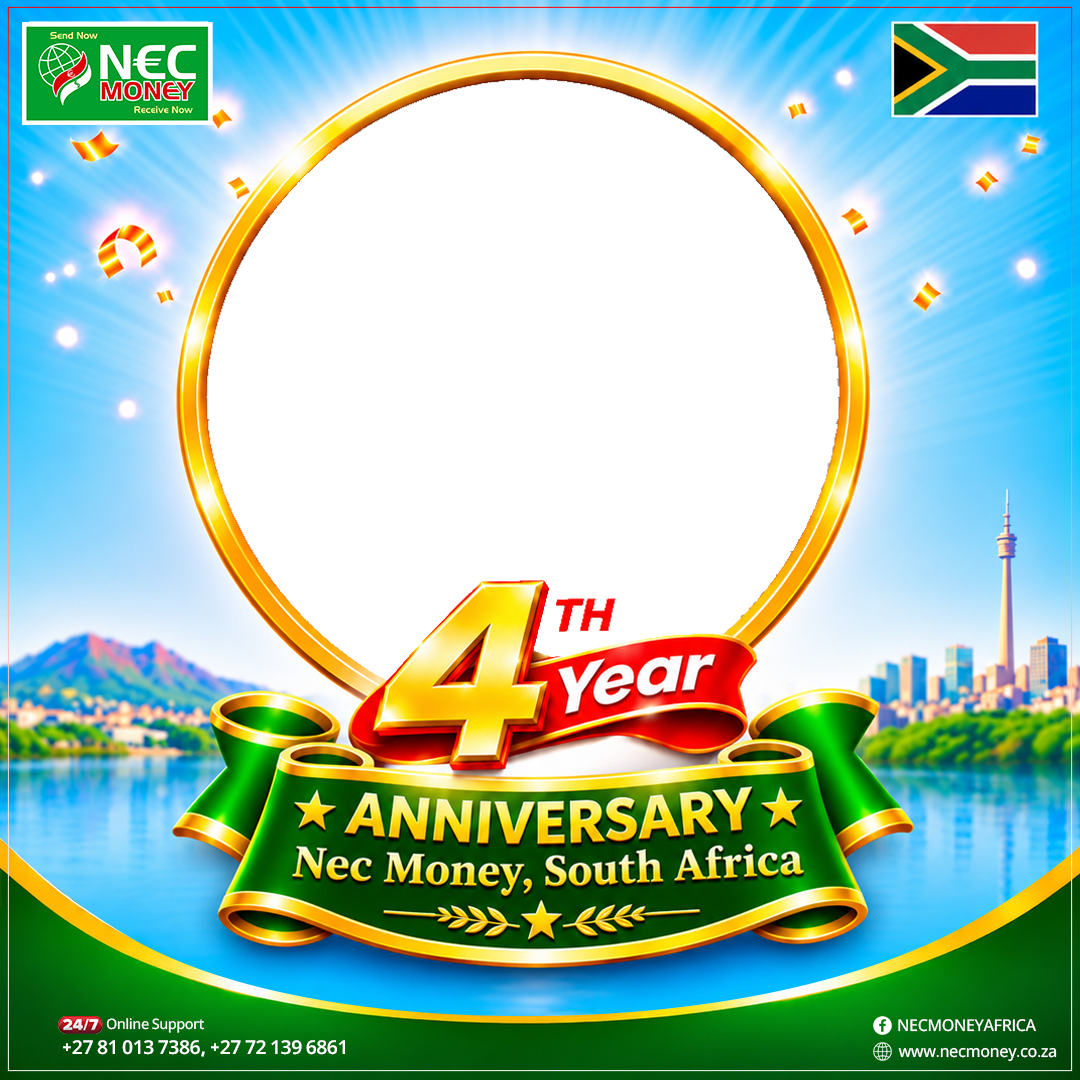 Send Now
N€C
MONEY
Receive Now
4TH
Year
ANNIVERSARY
Nec Money, South Africa
24/7 Online Support
+27 81 013 7386, +27 72 139 6861
NECMONEYAFRICA
www.necmoney.co.za